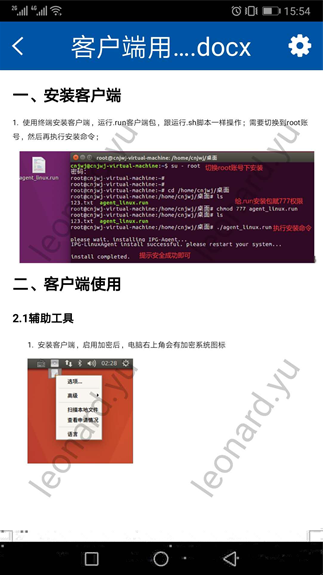 2G 4G 15:54
客户端用....docx
一、安装客户端
1. 使用终端安装客户端，运行.run客户端包，跟运行.sh脚本一样操作；需要切换到root账
号，然后再执行安装命令；
root@cnjwj-virtual-machine: /home/cnjwj/桌面
cnjwj@cnjwj-virtual-machine:~$ su - root 切换root账号下安装
密码：
root@cnjwj-virtual-machine:~#
root@cnjwj-virtual-machine:~#
root@cnjwj-virtual-machine:~# cd /home/cnjwj/桌面
root@cnjwj-virtual-machine:/home/cnjwj/桌面# ls
123.txt agent_linux.run 给.run安装包赋777权限
root@cnjwj-virtual-machine:/home/cnjwj/桌面# chmod 777 agent_linux.run
root@cnjwj-virtual-machine:/home/cnjwj/桌面# ls
123.txt agent_linux.run
root@cnjwj-virtual-machine:/home/cnjwj/桌面# ./agent_linux.run 执行安装命令
please wait. installing IPG-Agent...
IPG-LinuxAgent install successful. please restart your system...
install completed. 提示安全成功即可
agent_linux.run
二、客户端使用
2.1辅助工具
1. 安装客户端，启用加密后，电脑右上角会有加密系统图标
02:28
选项...
高级
扫描本地文件
查看申请情况
语言
leonard.yu
leonard.yu
leonard.yu
leonard.yu